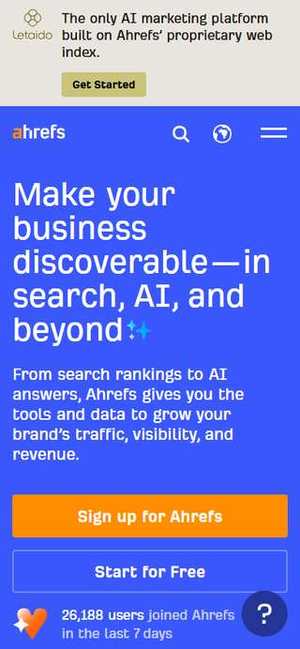 The only AI marketing platform
built on Ahrefs’ proprietary web
index.
Letaido
Get Started
ahrefs
Make your
business
discoverable—in
search, AI, and
beyond
From search rankings to AI
answers, Ahrefs gives you the
tools and data to grow your
brand’s traffic, visibility, and
revenue.
Sign up for Ahrefs
Start for Free
26,188 users joined Ahrefs
in the last 7 days
?